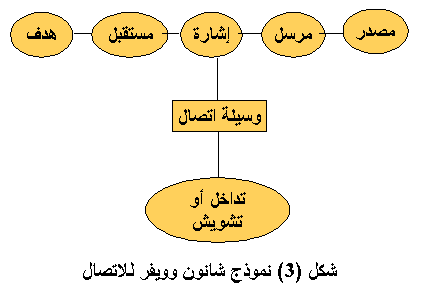 مصدر
مرسل
إشارة
مستقبل
هدف
وسيلة اتصال
تداخل أو
تشويش
شكل (3) نموذج شانون وويفر للاتصال